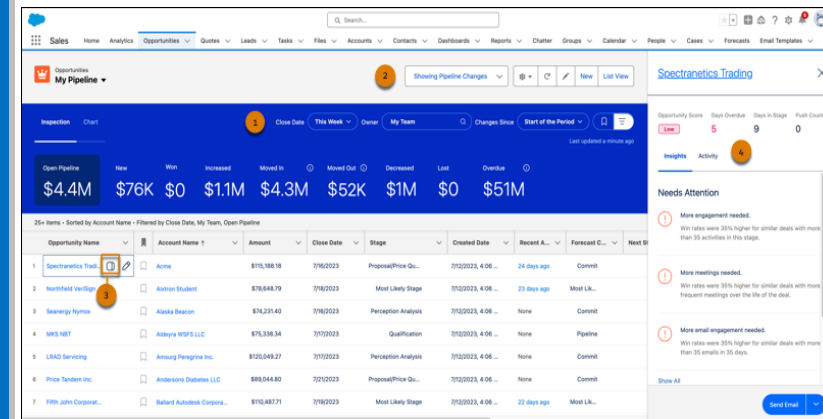 Search...
Sales Home Analytics Opportunities Quotes Leads Tasks Files Accounts Contacts Dashboards Reports Chatter Groups Calendar People Cases Forecasts Email Templates
Opportunities
My Pipeline
2
Showing Pipeline Changes
New
List View
Inspection Chart
1
Close Date This Week Owner My Team Changes Since Start of the Period
Last updated a minute ago
Open Pipeline New Won Increased Moved In Moved Out Decreased Lost Overdue
$4.4M $76K $0 $1.1M $4.3M $52K $1M $0 $51M
25+ items • Sorted by Account Name • Filtered by Close Date, My Team, Open Pipeline
Opportunity Name Account Name ↑ Amount Close Date Stage Created Date Recent A... Forecast C... Next St
1 Spectranetics Tradi... Acme $115,188.18 7/16/2023 Proposal/Price Qu... 7/12/2023, 4:06 ... 24 days ago Commit
2 Northfield VeriSign Aixtron Student $78,648.79 7/18/2023 Most Likely Stage 7/12/2023, 4:06 ... 23 days ago Most Lik...
3
3 Seanergy Nymox Alaska Beacon $74,231.40 7/16/2023 Perception Analysis 7/12/2023, 4:06 ... None Commit
4 MKS NBT Aldeyra WSFS LLC $75,338.34 7/17/2023 Qualification 7/12/2023, 4:06 ... None Pipeline
5 LRAD Servicing Amsurg Peregrine Inc. $120,049.27 7/17/2023 Perception Analysis 7/12/2023, 4:06 ... None Commit
6 Price Tandem Inc. Andersons Diabetes LLC $89,044.80 7/21/2023 Proposal/Price Qu... 7/12/2023, 4:06 ... None Commit
7 Fifth John Corporat... Ballard Autodesk Corpora... $110,487.71 7/19/2023 Most Likely Stage 7/12/2023, 4:06 ... 22 days ago Most Lik...
Spectranetics Trading
Opportunity Score Days Overdue Days in Stage Push Count
Low 5 9 0
Insights Activity
4
Needs Attention
More engagement needed.
Win rates were 35% higher for similar deals with more
than 35 activities in this stage.
More meetings needed.
Win rates were 35% higher for similar deals with more
frequent meetings over the life of the deal.
More email engagement needed.
Win rates were 35% higher for similar deals with more
than 35 emails in 35 days.
Show All
Send Email